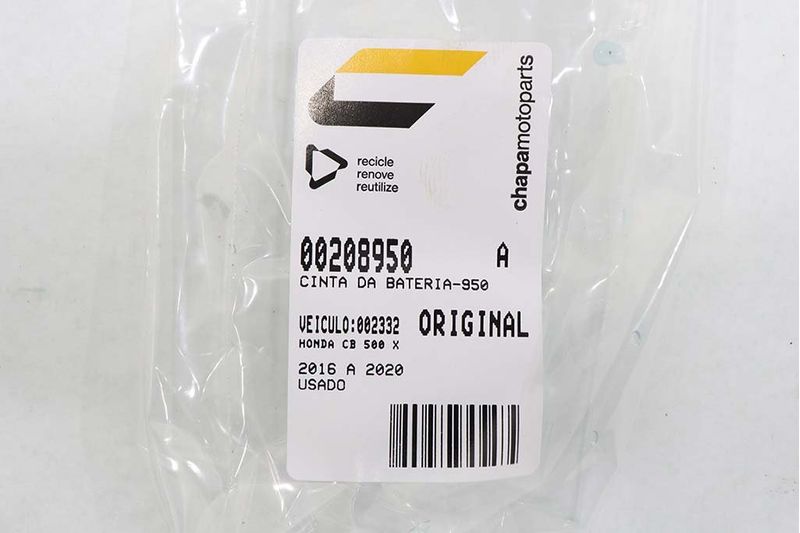 chapamotoparts
recicle
renove
reutilize
00208950 A
CINTA DA BATERIA-950
VEICULO:002332 ORIGINAL
HONDA CB 500 X
2016 A 2020
USADO